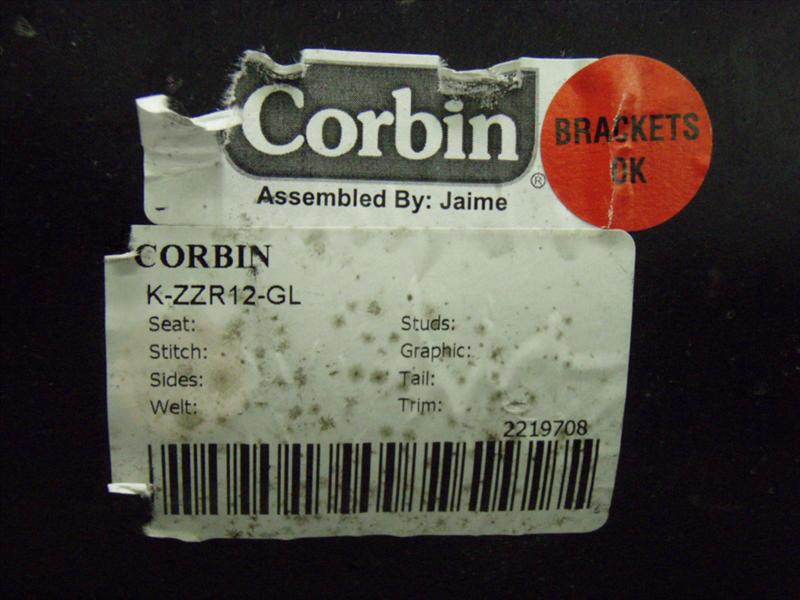 Corbin
®
Assembled By: Jaime
BRACKETS
OK
CORBIN
K-ZZR12-GL
Seat:
Stitch:
Sides:
Welt:
Studs:
Graphic:
Tail:
Trim:
2219708